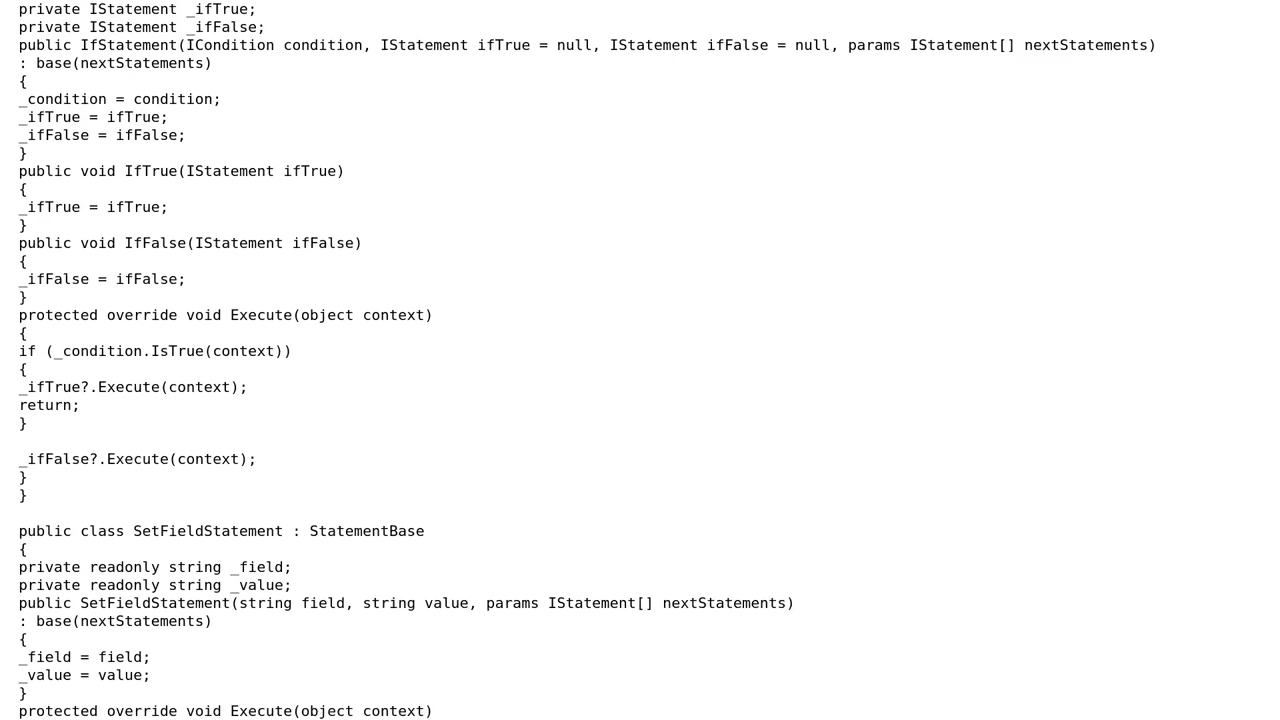 private IStatement _ifTrue;
private IStatement _ifFalse;
public IfStatement(ICondition condition, IStatement ifTrue = null, IStatement ifFalse = null, params IStatement[] nextStatements)
: base(nextStatements)
{
_condition = condition;
_ifTrue = ifTrue;
_ifFalse = ifFalse;
}
public void IfTrue(IStatement ifTrue)
{
_ifTrue = ifTrue;
}
public void IfFalse(IStatement ifFalse)
{
_ifFalse = ifFalse;
}
protected override void Execute(object context)
{
if (_condition.IsTrue(context))
{
_ifTrue?.Execute(context);
return;
}

_ifFalse?.Execute(context);
}
}

public class SetFieldStatement : StatementBase
{
private readonly string _field;
private readonly string _value;
public SetFieldStatement(string field, string value, params IStatement[] nextStatements)
: base(nextStatements)
{
_field = field;
_value = value;
}
protected override void Execute(object context)